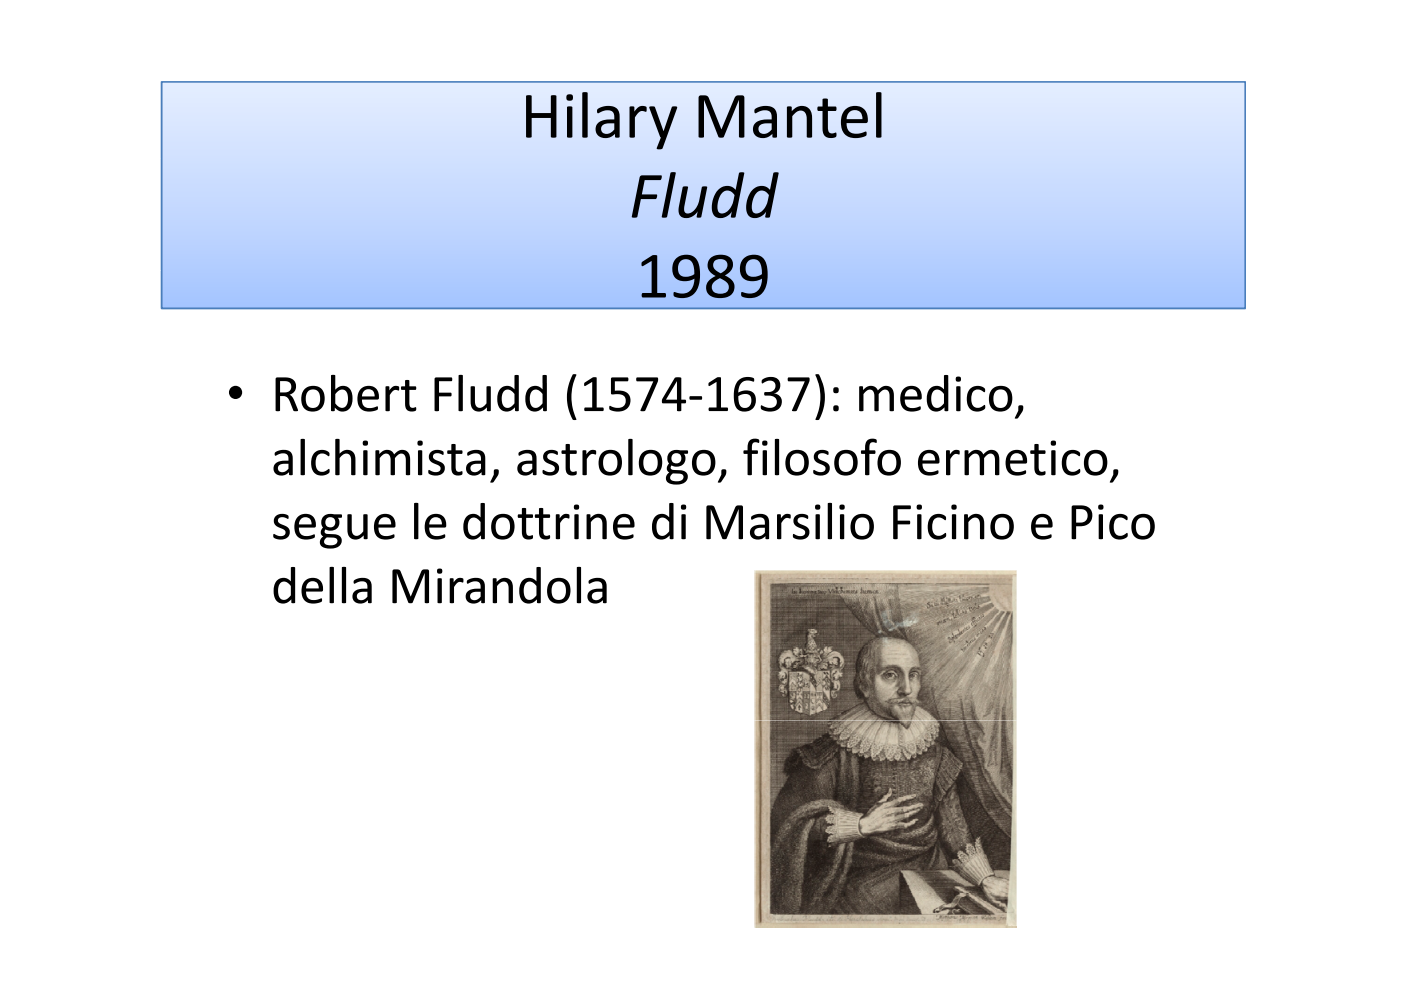 Hilary Mantel
Fludd
1989
• Robert Fludd (1574-1637): medico,
alchimista, astrologo, filosofo ermetico,
segue le dottrine di Marsilio Ficino e Pico
della Mirandola